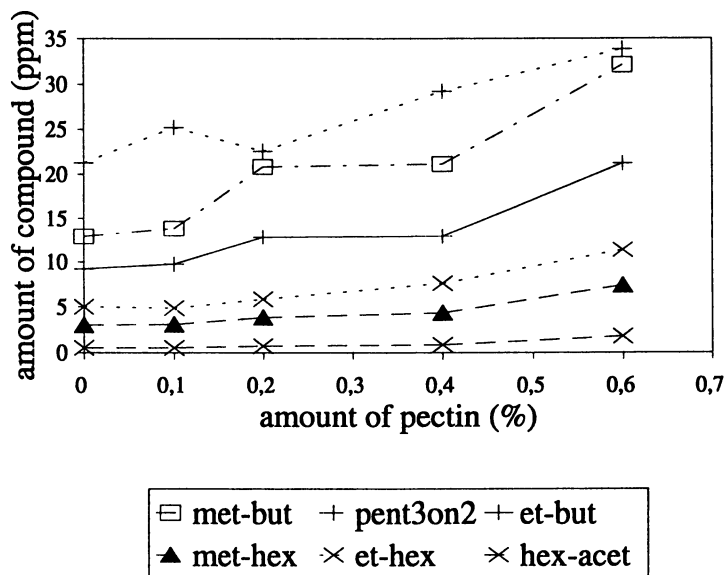 amount of compound (ppm)
35
30
25
20
15
10
5
0
0 0,1 0,2 0,3 0,4 0,5 0,6 0,7
amount of pectin (%)
met-but pent3on2 et-but
met-hex et-hex hex-acet